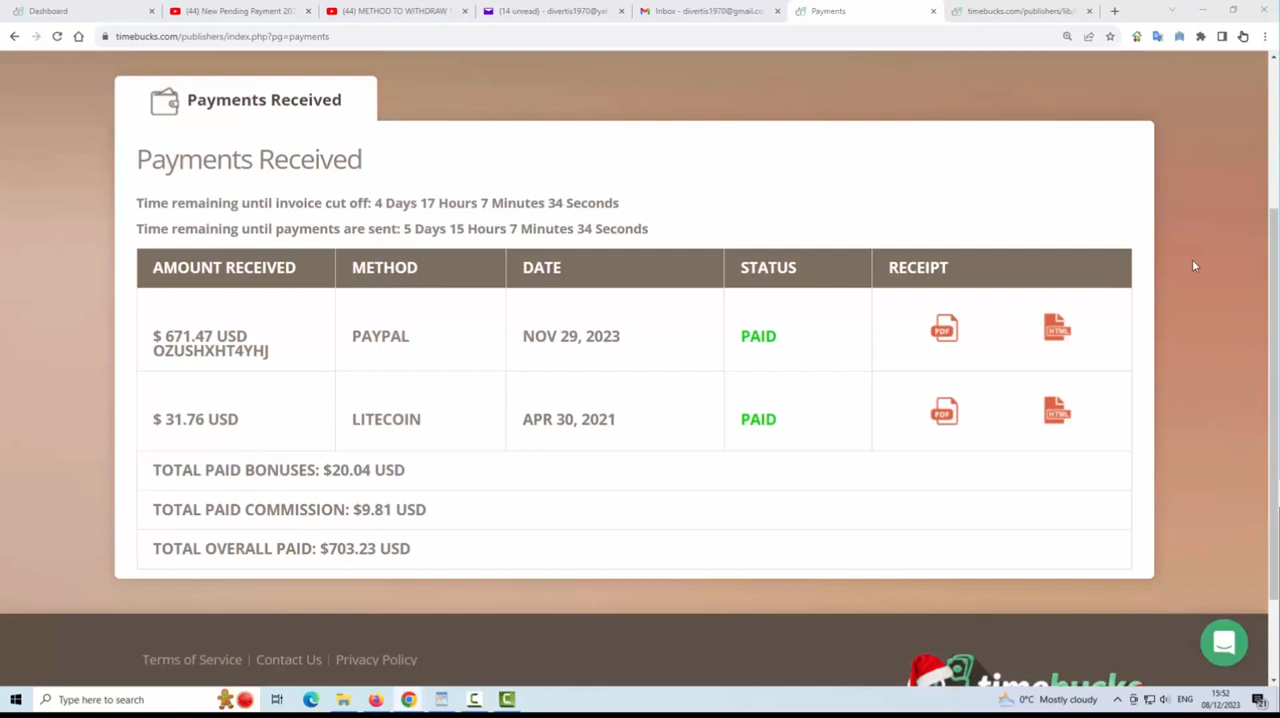 Dashboard
(44) New Pending Payment 202
(44) METHOD TO WITHDRAW
(14 unread) - divertis1970@ya
Inbox - divertis1970@gmail.co
Payments
timebucks.com/publishers/lib/
timebucks.com/publishers/index.php?pg=payments
Payments Received
Payments Received
Time remaining until invoice cut off: 4 Days 17 Hours 7 Minutes 34 Seconds
Time remaining until payments are sent: 5 Days 15 Hours 7 Minutes 34 Seconds
AMOUNT RECEIVED METHOD DATE STATUS RECEIPT
$ 671.47 USD PAYPAL NOV 29, 2023 PAID PDF HTML
OZUSHXHT4YHJ
$ 31.76 USD LITECOIN APR 30, 2021 PAID PDF HTML
TOTAL PAID BONUSES: $20.04 USD
TOTAL PAID COMMISSION: $9.81 USD
TOTAL OVERALL PAID: $703.23 USD
Terms of Service | Contact Us | Privacy Policy
timebucks
Type here to search
0°C Mostly cloudy
ENG
15:52
08/12/2023
21